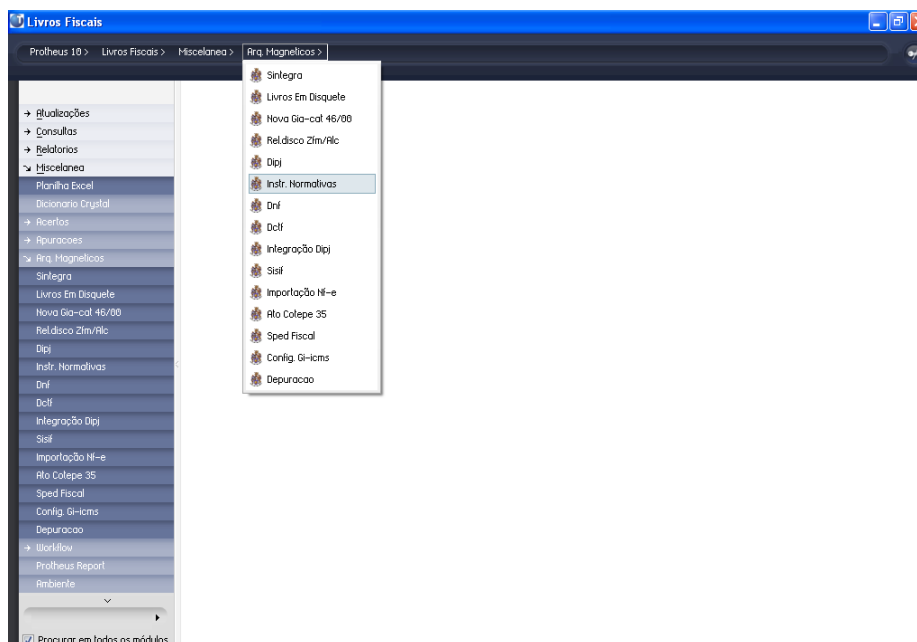 Livros Fiscais
Protheus 10 > Livros Fiscais > Miscelanea > Arq. Magneticos >
Sintegra
Livros Em Disquete
Nova Gia-cat 46/00
Rel.disco Zfm/Alc
Dipj
Instr. Normativas
Dnf
Dctf
Integração Dipj
Sisif
Importação Nf-e
Ato Cotepe 35
Sped Fiscal
Config. Gi-icms
Depuracao
Atualizações
Consultas
Relatorios
Miscelanea
Planilha Excel
Dicionario Crystal
Acertos
Apuracoes
Arq. Magneticos
Sintegra
Livros Em Disquete
Nova Gia-cat 46/00
Rel.disco Zfm/Alc
Dipj
Instr. Normativas
Dnf
Dctf
Integração Dipj
Sisif
Importação Nf-e
Ato Cotepe 35
Sped Fiscal
Config. Gi-icms
Depuracao
Workflow
Protheus Report
Ambiente
Procurar em todos os módulos